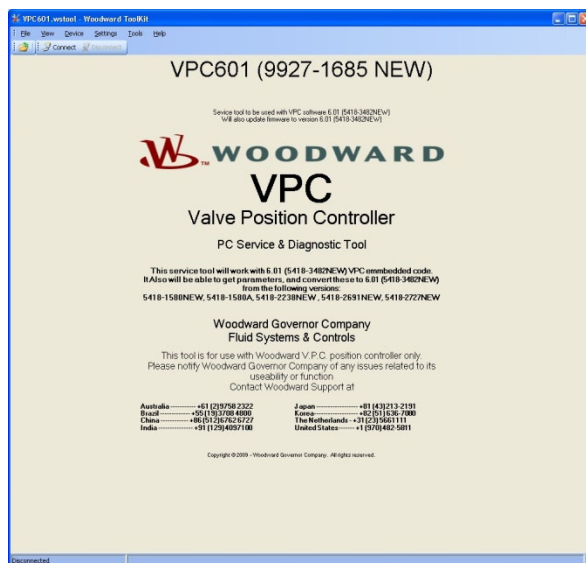 VPC601.wstool - Woodward ToolKit
File View Device Settings Tools Help
Connect Disconnect
VPC601 (9927-1685 NEW)
Service tool to be used with VPC software 6.01 (5418-3482NEW)
Will also update firmware to version 6.01 (5418-3482NEW)
WOODWARD
VPC
Valve Position Controller
PC Service & Diagnostic Tool
This service tool will work with 6.01 (5418-3482NEW) VPC emmbedded code.
It Also will be able to get parameters, and convert these to 6.01 (5418-3482NEW)
from the following versions:
5418-1580NEW, 5418-1580A, 5418-2238NEW , 5418-2691NEW, 5418-2727NEW
Woodward Governor Company
Fluid Systems & Controls
This tool is for use with Woodward V.P.C. position controller only.
Please notify Woodward Governor Company of any issues related to its
useability or function
Contact Woodward Support at
Australia ---------- +61 (2) 9758 2322
Brazil ------------- +55 (19) 3708 4800
China ------------- +86 (512) 6762 6727
India --------------- +91 (129) 4097100
Japan ------------------- +81 (43) 213-2191
Korea ------------------- +82 (51) 636-7080
The Netherlands - +31 (23) 5661111
United States------- +1 (970) 482-5811
Copyright ©2009 - Woodward Governor Company. All rights reserved.
Disconnected